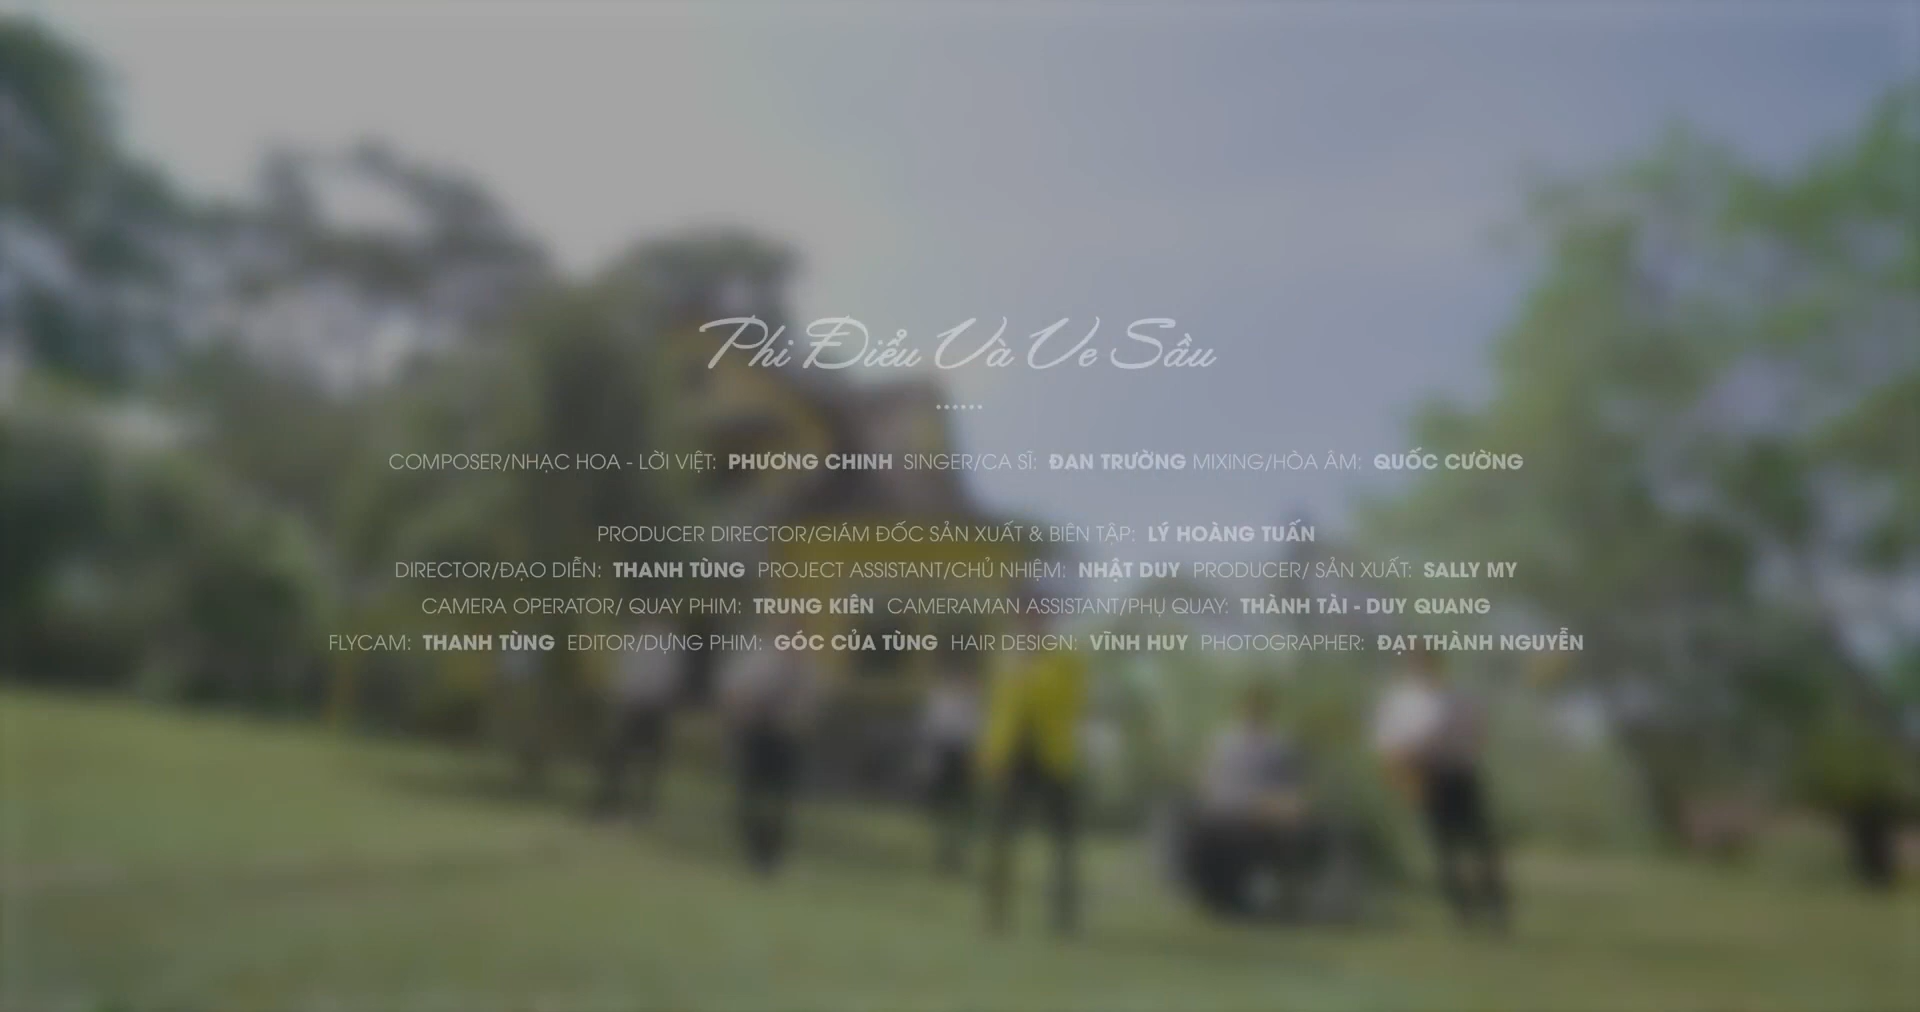 Phi Điểu Và Ve Sầu
......
COMPOSER/NHẠC HOA - LỜI VIỆT: PHƯƠNG CHINH SINGER/CA SĨ: ĐAN TRƯỜNG MIXING/HÒA ÂM: QUỐC CƯỜNG
PRODUCER DIRECTOR/GIÁM ĐỐC SẢN XUẤT & BIÊN TẬP: LÝ HOÀNG TUẤN
DIRECTOR/ĐẠO DIỄN: THANH TÙNG PROJECT ASSISTANT/CHỦ NHIỆM: NHẬT DUY PRODUCER/ SẢN XUẤT: SALLY MY
CAMERA OPERATOR/ QUAY PHIM: TRUNG KIÊN CAMERAMAN ASSISTANT/PHỤ QUAY: THÀNH TÀI - DUY QUANG
FLYCAM: THANH TÙNG EDITOR/DỰNG PHIM: GÓC CỦA TÙNG HAIR DESIGN: VĨNH HUY PHOTOGRAPHER: ĐẠT THÀNH NGUYỄN